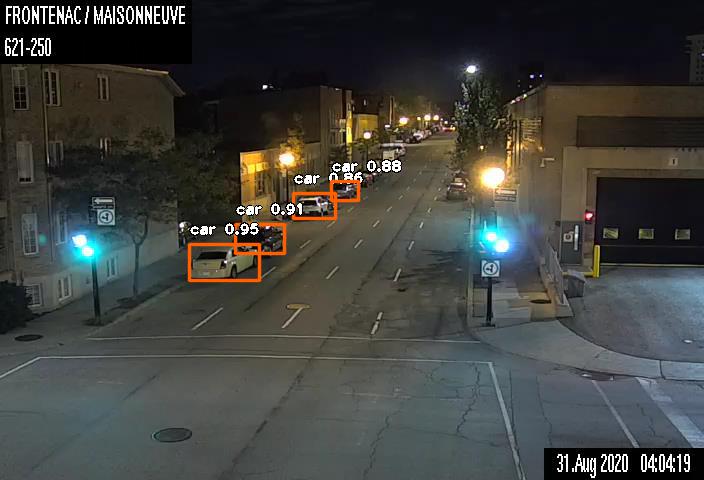 FRONTENAC / MAISONNEUVE
621-250
car 0.88
car 0.86
car 0.91
car 0.95
31.Aug 2020 04:04:19